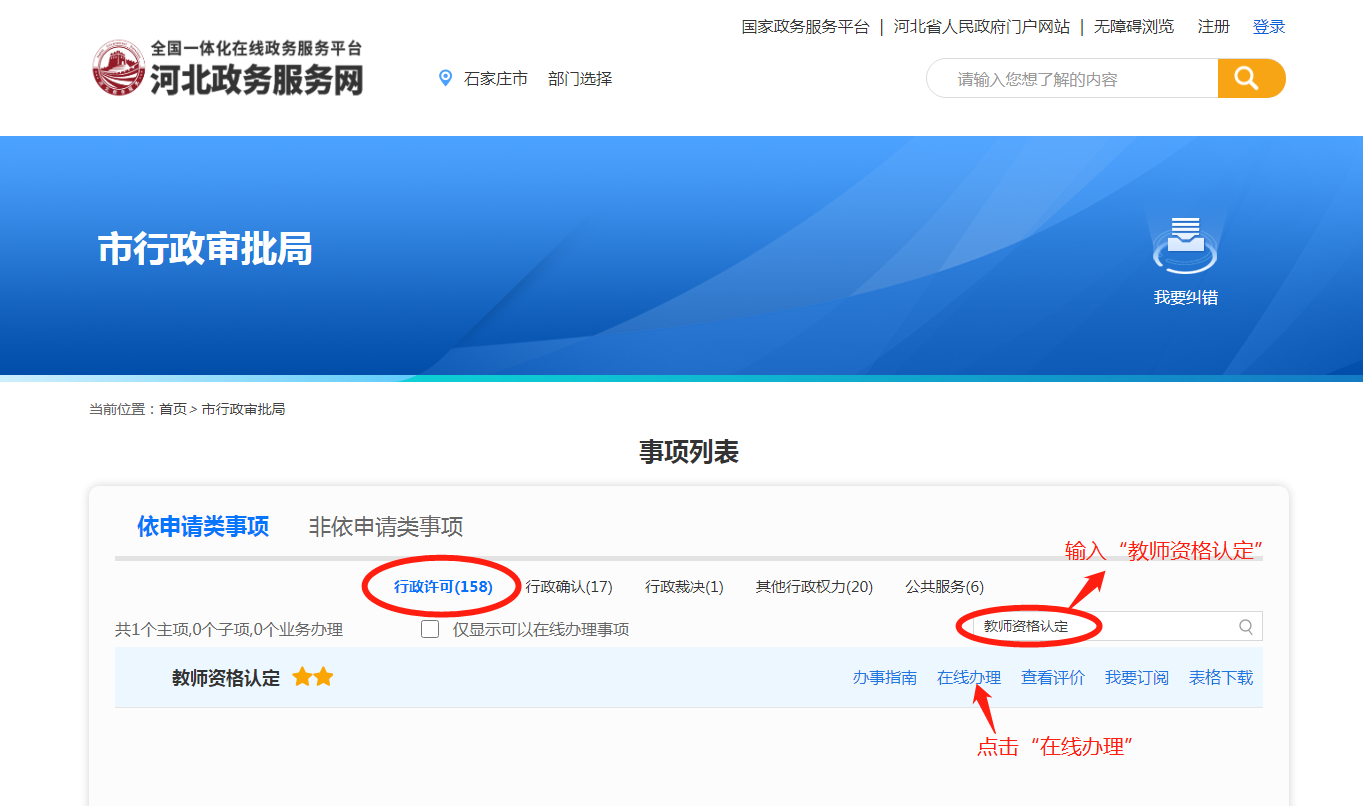 国家政务服务平台 | 河北省人民政府门户网站 | 无障碍浏览 注册 登录
全国一体化在线政务服务平台
河北政务服务网
石家庄市 部门选择
请输入您想了解的内容
市行政审批局
我要纠错
当前位置：首页 > 市行政审批局
事项列表
依申请类事项 非依申请类事项
输入“教师资格认定”
行政许可(158) 行政确认(17) 行政裁决(1) 其他行政权力(20) 公共服务(6)
共1个主项,0个子项,0个业务办理 仅显示可以在线办理事项 教师资格认定
教师资格认定 办事指南 在线办理 查看评价 我要订阅 表格下载
点击“在线办理”